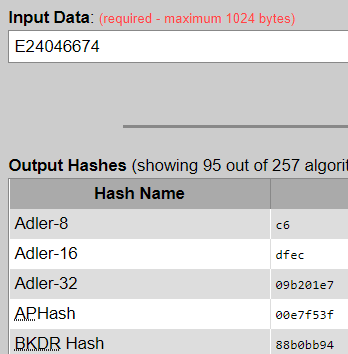 Input Data: (required - maximum 1024 bytes)
E24046674
Output Hashes (showing 95 out of 257 algorit
Hash Name
Adler-8 c6
Adler-16 dfec
Adler-32 09b201e7
APHash 00e7f53f
BKDR Hash 88b0bb94